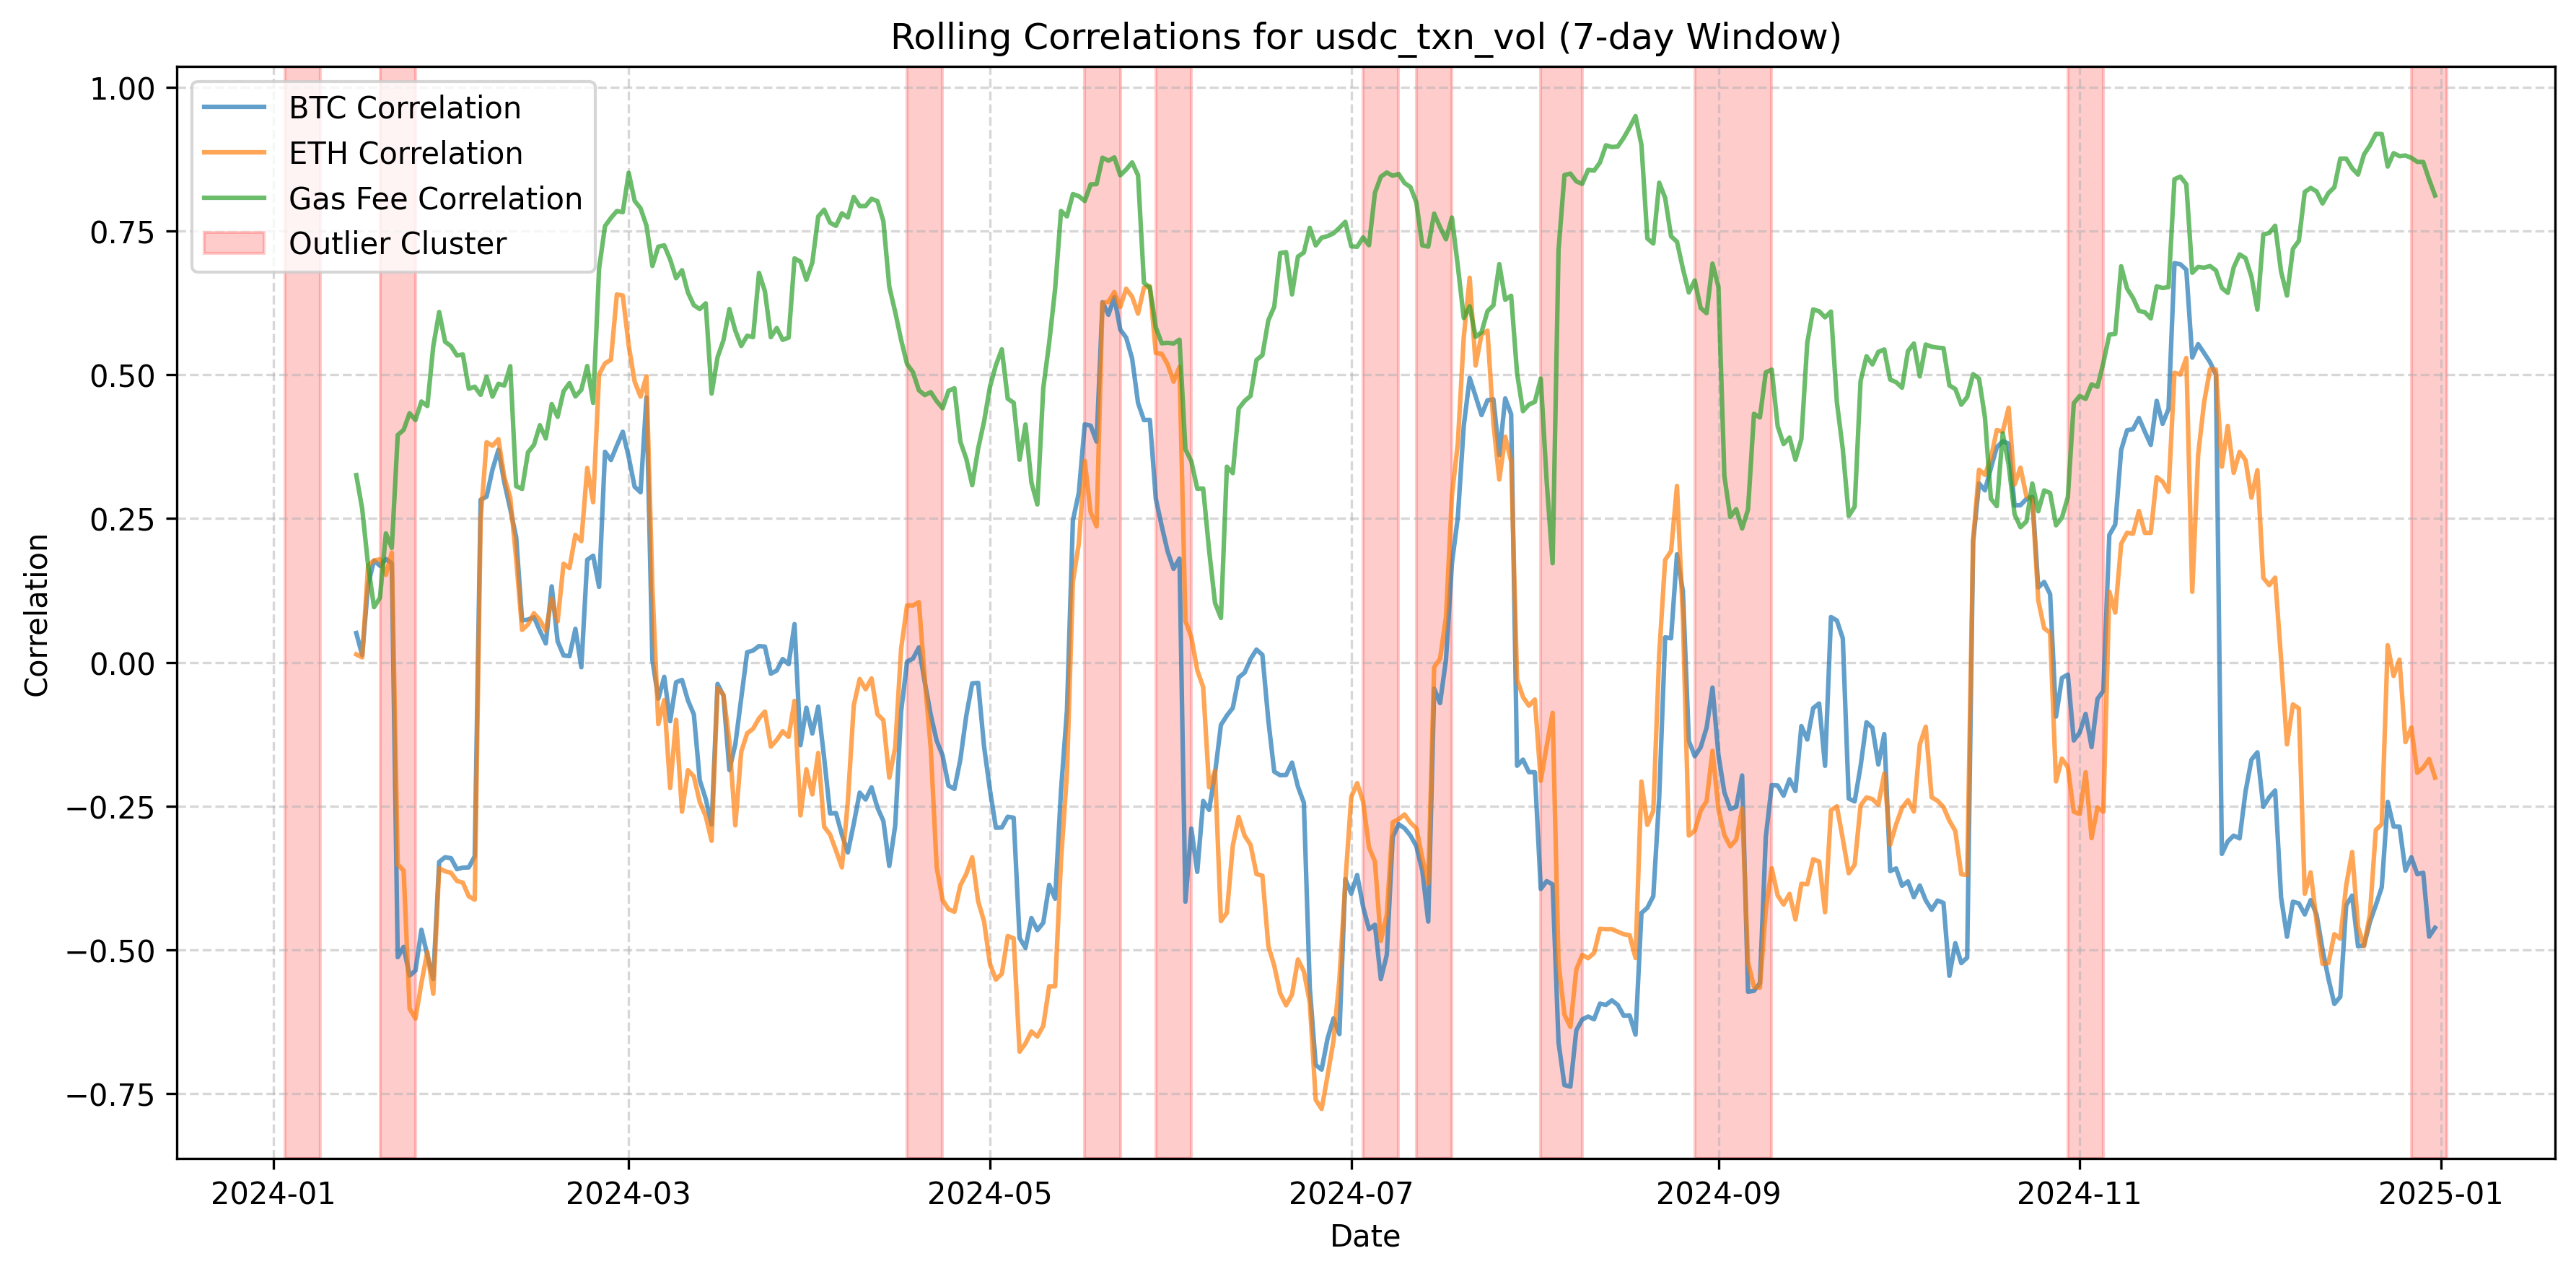 Rolling Correlations for usdc_txn_vol (7-day Window)
BTC Correlation
ETH Correlation
Gas Fee Correlation
Outlier Cluster
Correlation
1.00
0.75
0.50
0.25
0.00
−0.25
−0.50
−0.75
2024-01
2024-03
2024-05
2024-07
2024-09
2024-11
2025-01
Date